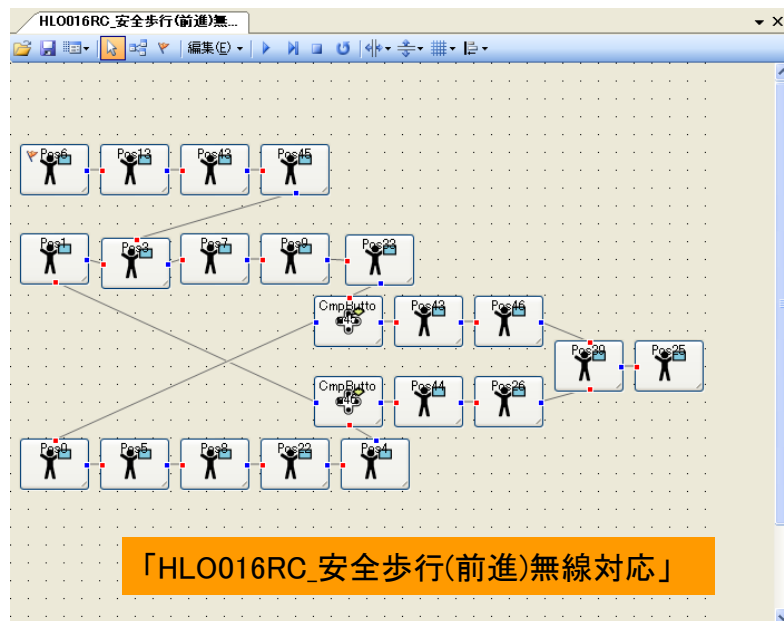 HLO016RC_安全歩行(前進)無...
編集(E)
Pos6 Pos13 Pos43 Pos45
Pos1 Pos3 Pos7 Pos9 Pos23
CmpButto Pos43 Pos46
45
Pos39 Pos25
CmpButto Pos44 Pos26
46
Pos0 Pos5 Pos8 Pos22 Pos4
「HLO016RC_安全歩行(前進)無線対応」